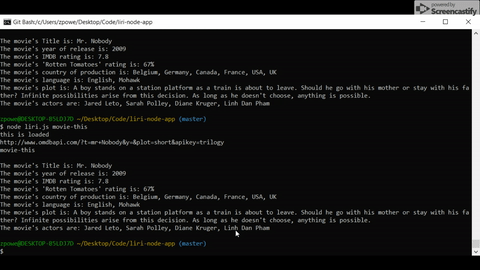 powered by
Screencastify
Git Bash:/c/Users/zpowe/Desktop/Code/liri-node-app
The movie's Title is: Mr. Nobody
The movie's year of release is: 2009
The movie's IMDB rating is: 7.8
The movie's 'Rotten Tomatoes' rating is: 67%
The movie's country of production is: Belgium, Germany, Canada, France, USA, UK
The movie's language is: English, Mohawk
The movie's plot is: A boy stands on a station platform as a train is about to leave. Should he go with his mother or stay with his fa
ther? Infinite possibilities arise from this decision. As long as he doesn't choose, anything is possible.
The movie's actors are: Jared Leto, Sarah Polley, Diane Kruger, Linh Dan Pham
zpowe@DESKTOP-B5LDJ7D ~/Desktop/Code/liri-node-app (master)
$ node liri.js movie-this
this is loaded
http://www.omdbapi.com/?t=mr+Nobody&y=&plot=short&apikey=trilogy
movie-this
The movie's Title is: Mr. Nobody
The movie's year of release is: 2009
The movie's IMDB rating is: 7.8
The movie's 'Rotten Tomatoes' rating is: 67%
The movie's country of production is: Belgium, Germany, Canada, France, USA, UK
The movie's language is: English, Mohawk
The movie's plot is: A boy stands on a station platform as a train is about to leave. Should he go with his mother or stay with his fa
ther? Infinite possibilities arise from this decision. As long as he doesn't choose, anything is possible.
The movie's actors are: Jared Leto, Sarah Polley, Diane Kruger, Linh Dan Pham
zpowe@DESKTOP-B5LDJ7D ~/Desktop/Code/liri-node-app (master)
$